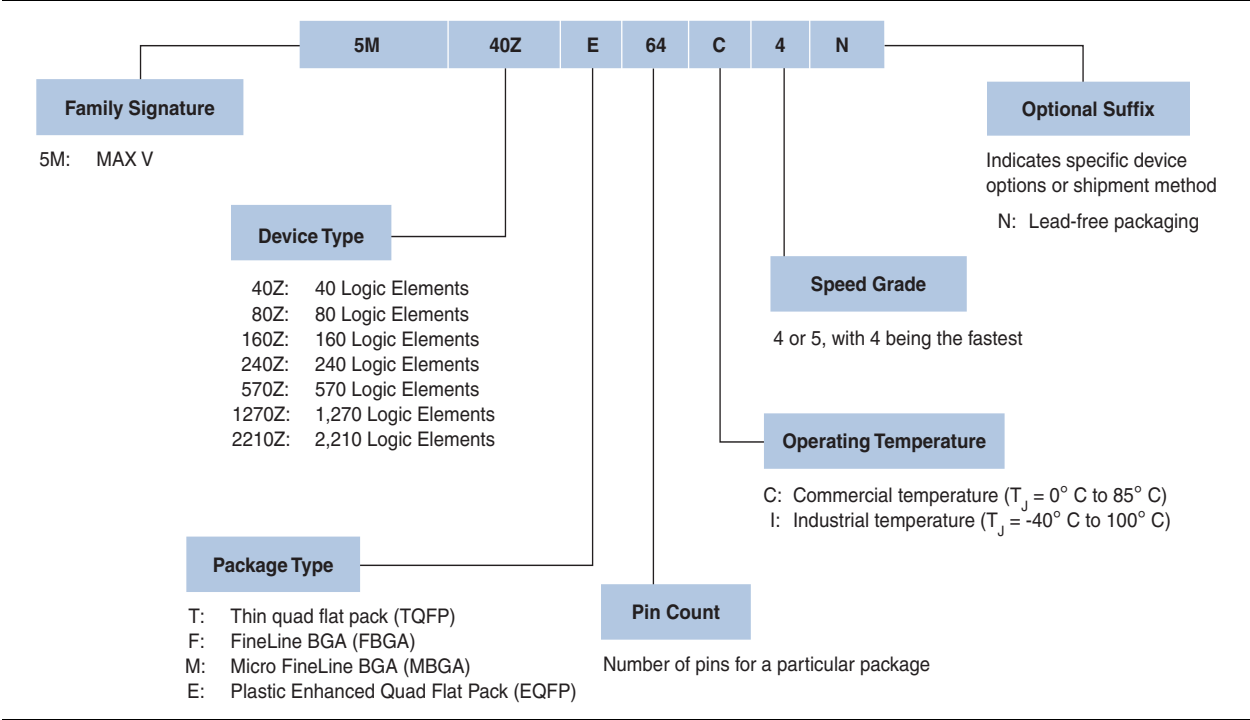 5M 40Z E 64 C 4 N
Family Signature
5M: MAX V
Optional Suffix
Indicates specific device
options or shipment method
N: Lead-free packaging
Device Type
40Z: 40 Logic Elements
80Z: 80 Logic Elements
160Z: 160 Logic Elements
240Z: 240 Logic Elements
570Z: 570 Logic Elements
1270Z: 1,270 Logic Elements
2210Z: 2,210 Logic Elements
Speed Grade
4 or 5, with 4 being the fastest
Operating Temperature
C: Commercial temperature (TJ = 0° C to 85° C)
I: Industrial temperature (TJ = -40° C to 100° C)
Package Type
T: Thin quad flat pack (TQFP)
F: FineLine BGA (FBGA)
M: Micro FineLine BGA (MBGA)
E: Plastic Enhanced Quad Flat Pack (EQFP)
Pin Count
Number of pins for a particular package